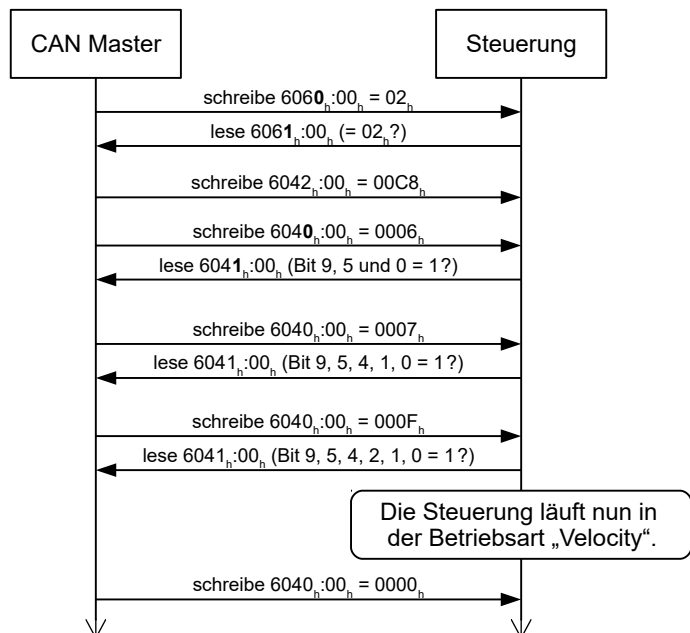 CAN Master
Steuerung
schreibe 6060h:00h = 02h
lese 6061h:00h (= 02h?)
schreibe 6042h:00h = 00C8h
schreibe 6040h:00h = 0006h
lese 6041h:00h (Bit 9, 5 und 0 = 1?)
schreibe 6040h:00h = 0007h
lese 6041h:00h (Bit 9, 5, 4, 1, 0 = 1?)
schreibe 6040h:00h = 000Fh
lese 6041h:00h (Bit 9, 5, 4, 2, 1, 0 = 1?)
Die Steuerung läuft nun in
der Betriebsart „Velocity“.
schreibe 6040h:00h = 0000h